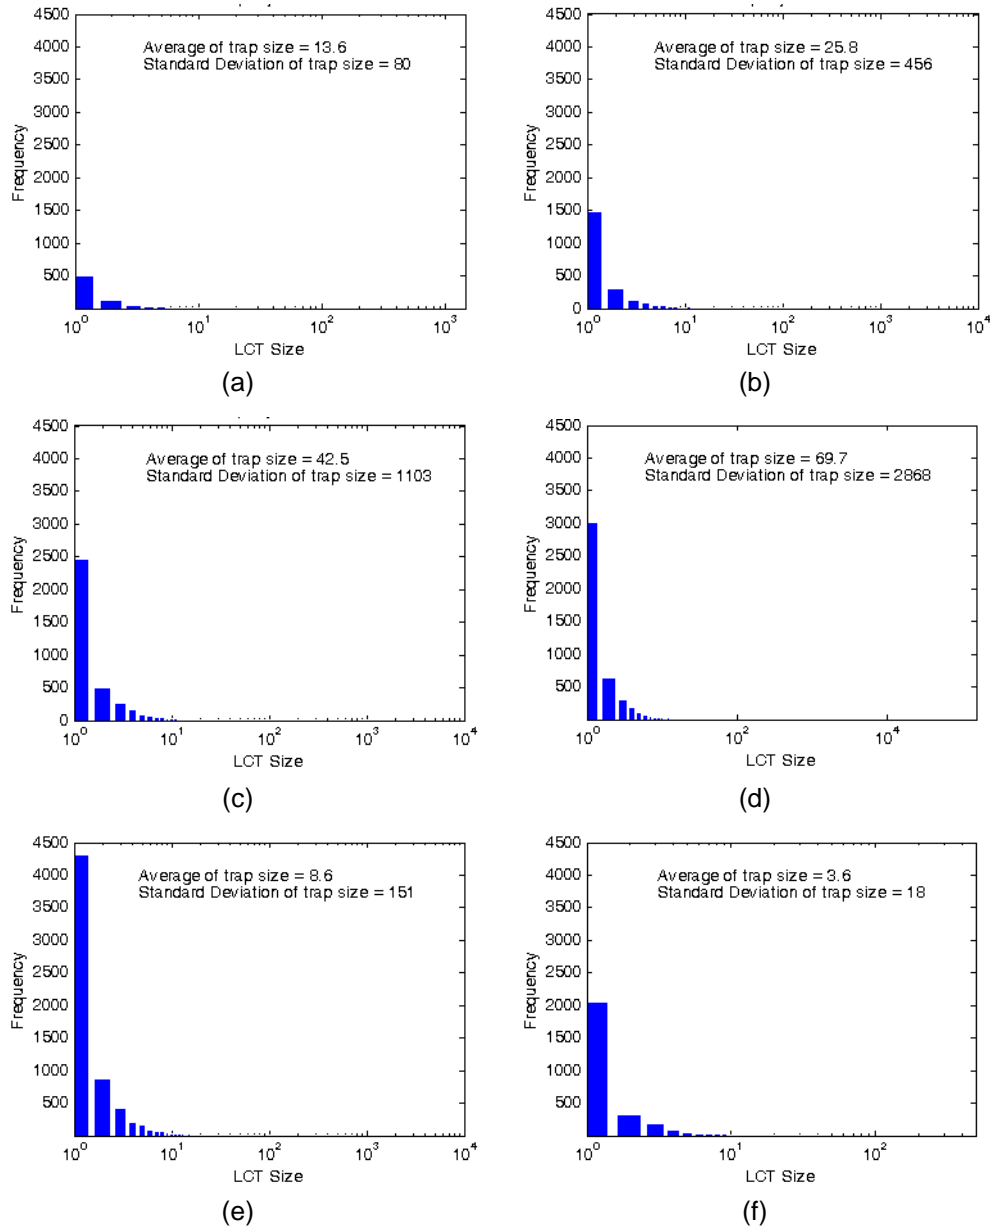 4500
4000
3500
3000
2500
2000
1500
1000
500
Frequency
Average of trap size = 13.6
Standard Deviation of trap size = 80
10^0 10^1 10^2 10^3
LCT Size
(a)
4500
4000
3500
3000
2500
2000
1500
1000
500
0
Frequency
Average of trap size = 25.8
Standard Deviation of trap size = 456
10^0 10^1 10^2 10^3 10^4
LCT Size
(b)
4500
4000
3500
3000
2500
2000
1500
1000
500
0
Frequency
Average of trap size = 42.5
Standard Deviation of trap size = 1103
10^0 10^1 10^2 10^3 10^4
LCT Size
(c)
4500
4000
3500
3000
2500
2000
1500
1000
500
0
Frequency
Average of trap size = 69.7
Standard Deviation of trap size = 2868
10^0 10^2 10^4
LCT Size
(d)
4500
4000
3500
3000
2500
2000
1500
1000
500
Frequency
Average of trap size = 8.6
Standard Deviation of trap size = 151
10^0 10^1 10^2 10^3 10^4
LCT Size
(e)
4500
4000
3500
3000
2500
2000
1500
1000
500
Frequency
Average of trap size = 3.6
Standard Deviation of trap size = 18
10^0 10^1 10^2
LCT Size
(f)